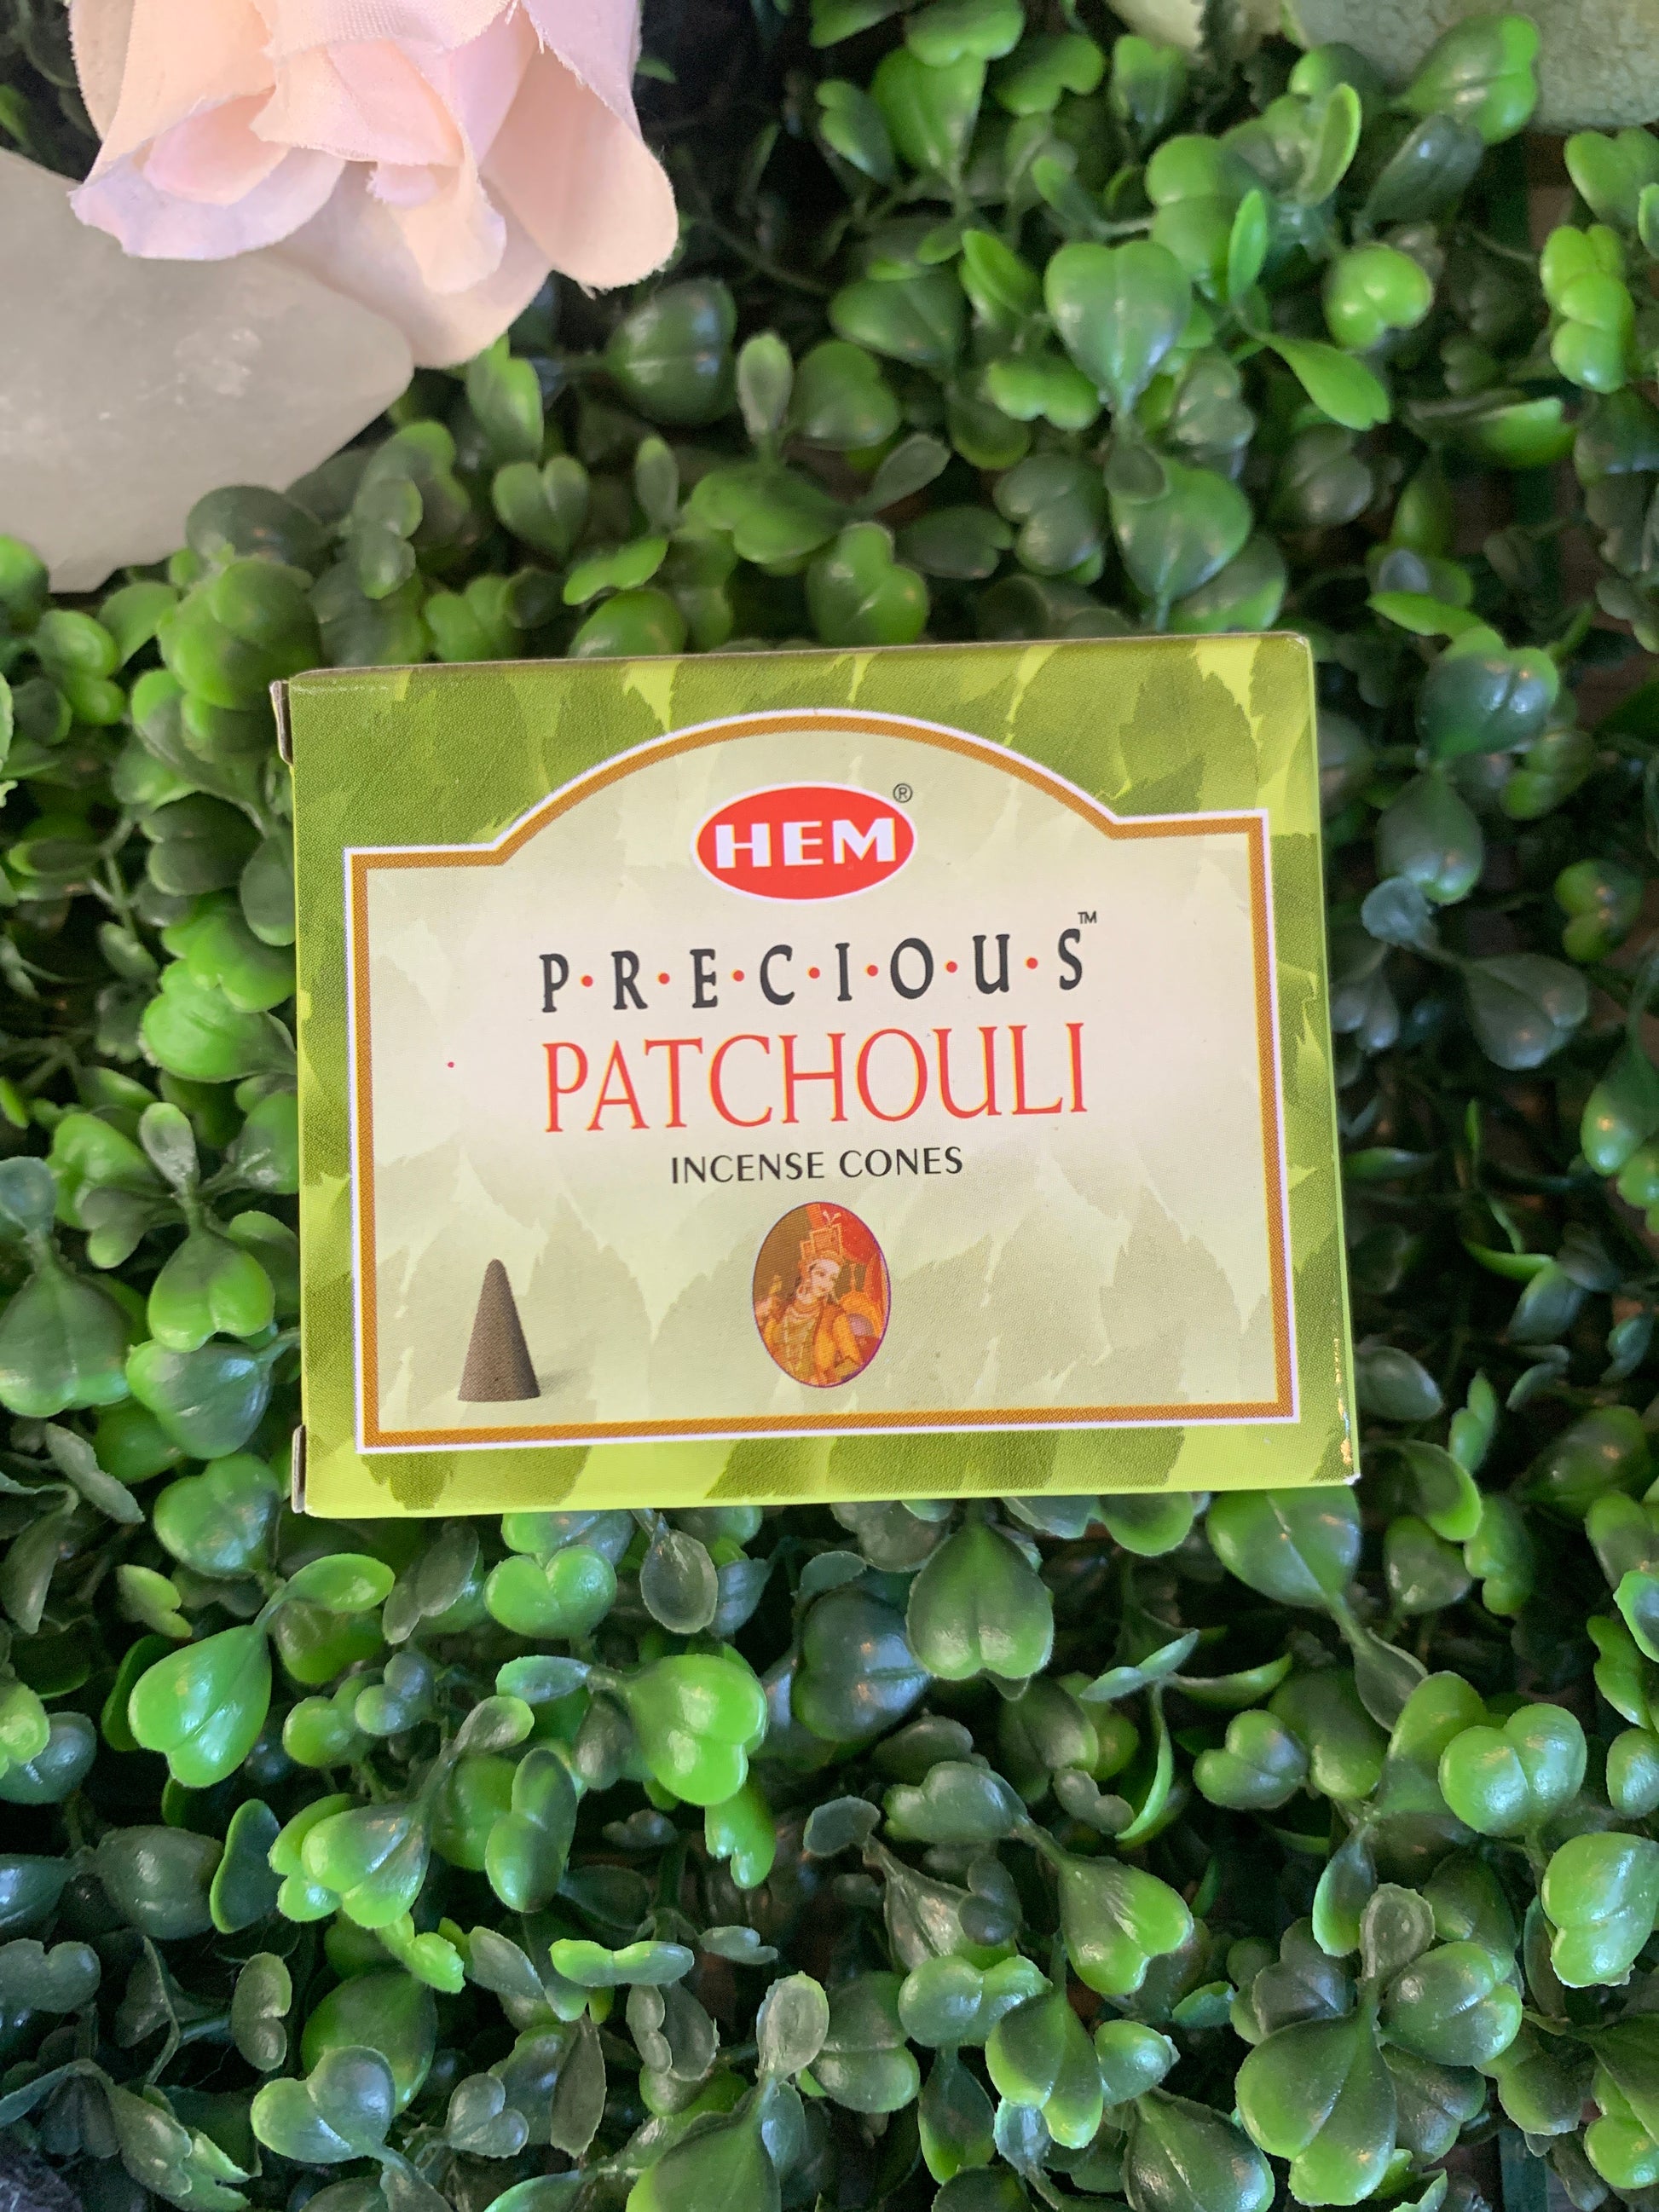 HEM®
P·R·E·C·I·O·U·S™
PATCHOULI
INCENSE CONES